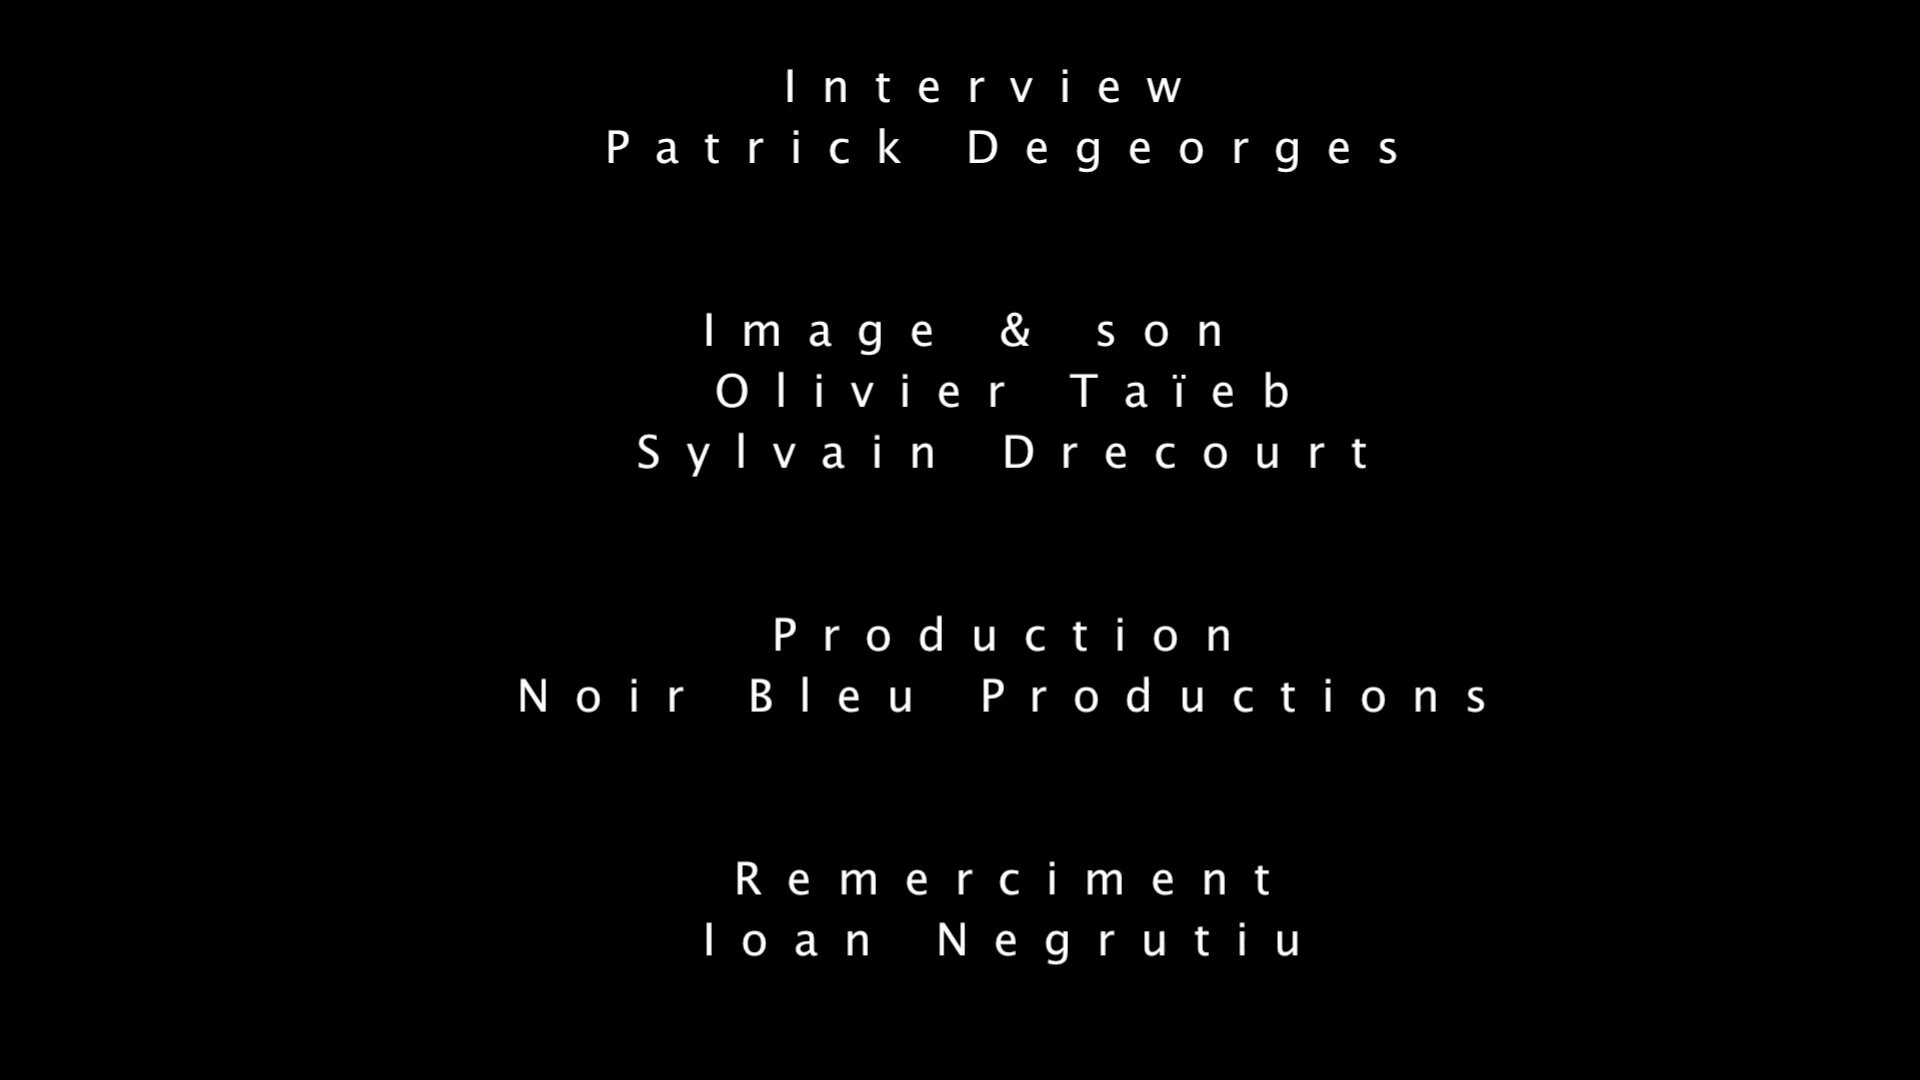 Interview
Patrick Degeorges
Image & son
Olivier Taïeb
Sylvain Drecourt
Production
Noir Bleu Productions
Remerciment
Ioan Negrutiu